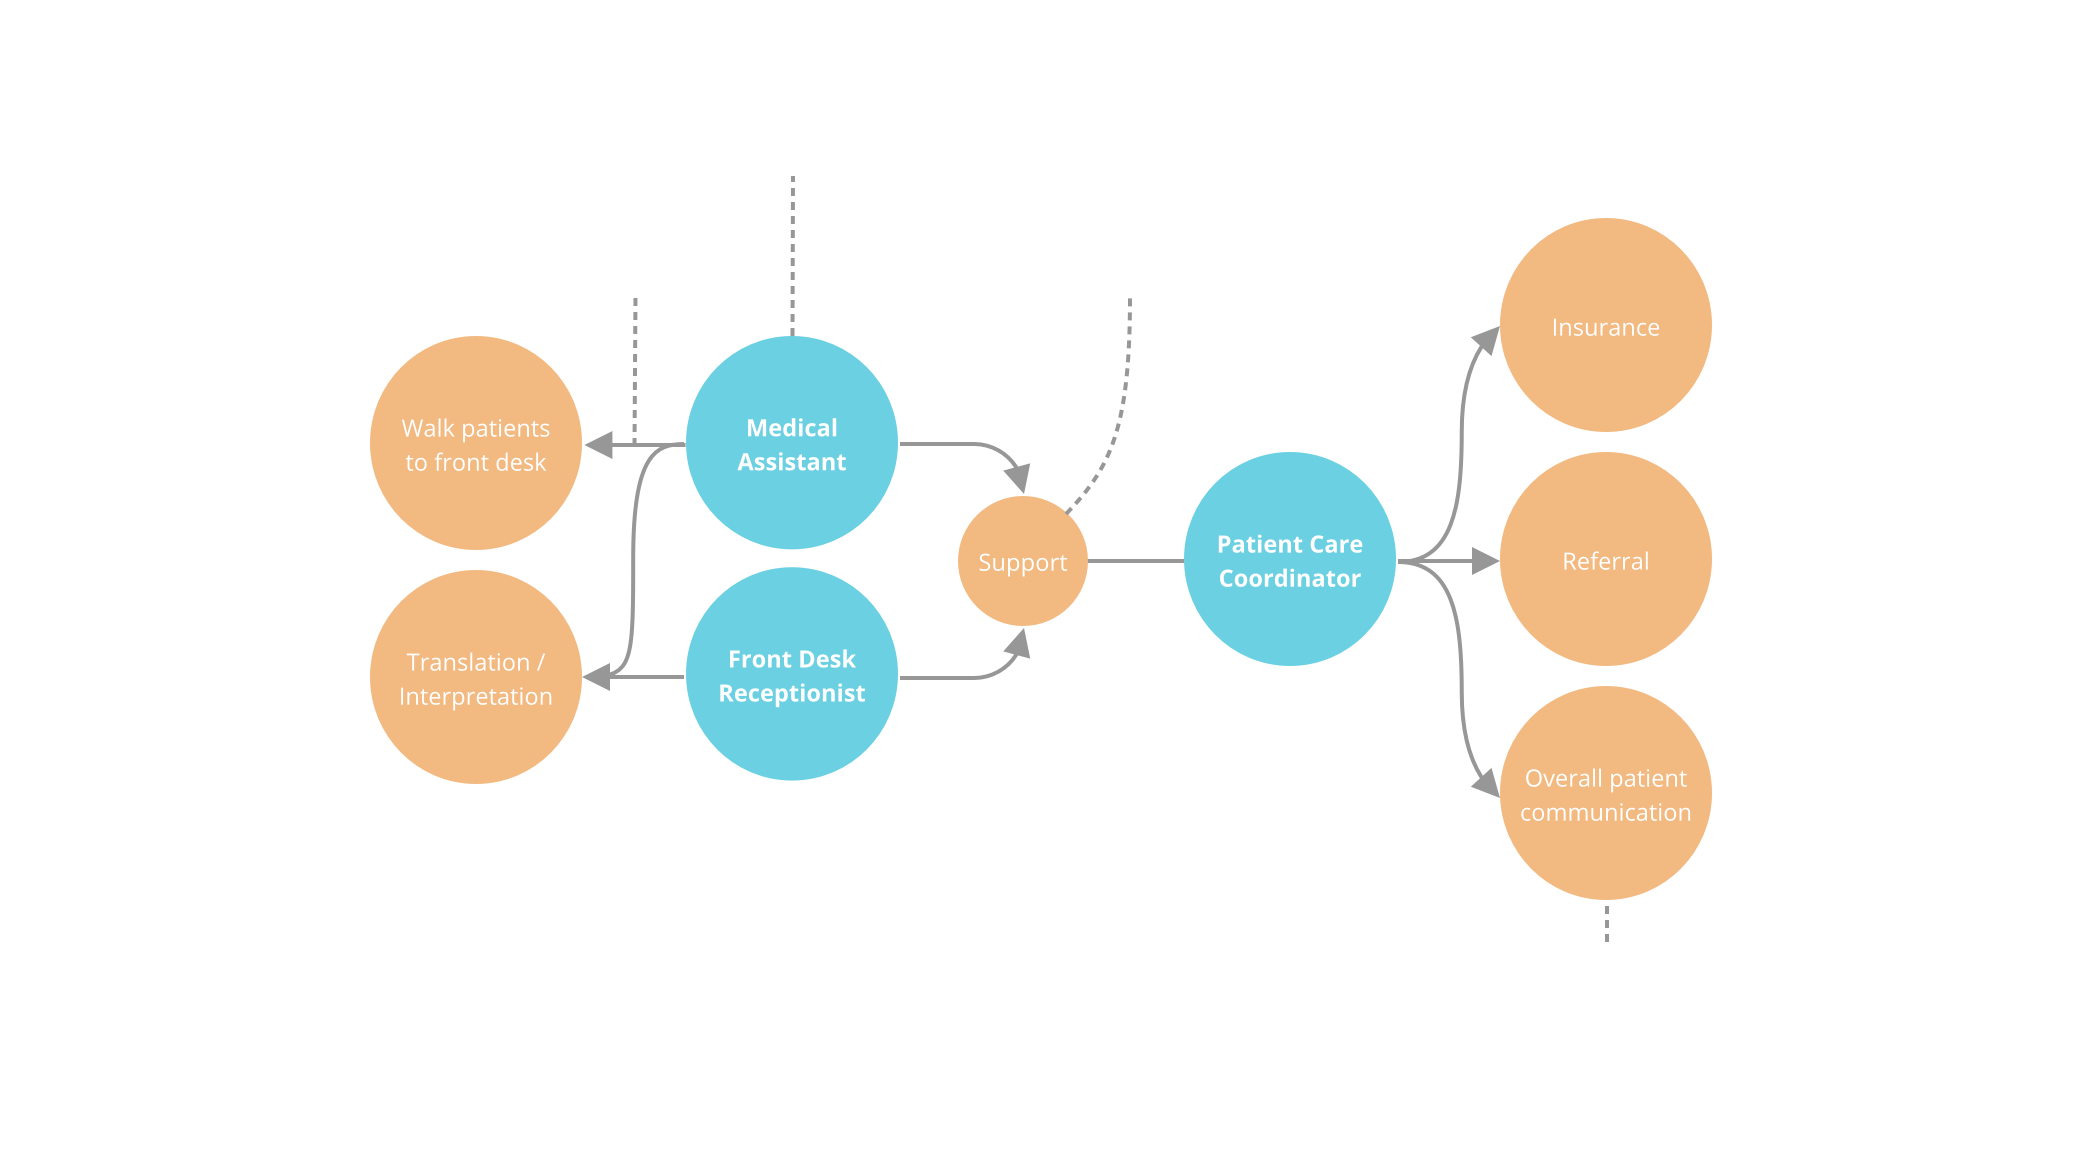 Walk patients
to front desk
Translation /
Interpretation
Medical
Assistant
Front Desk
Receptionist
Support
Patient Care
Coordinator
Insurance
Referral
Overall patient
communication